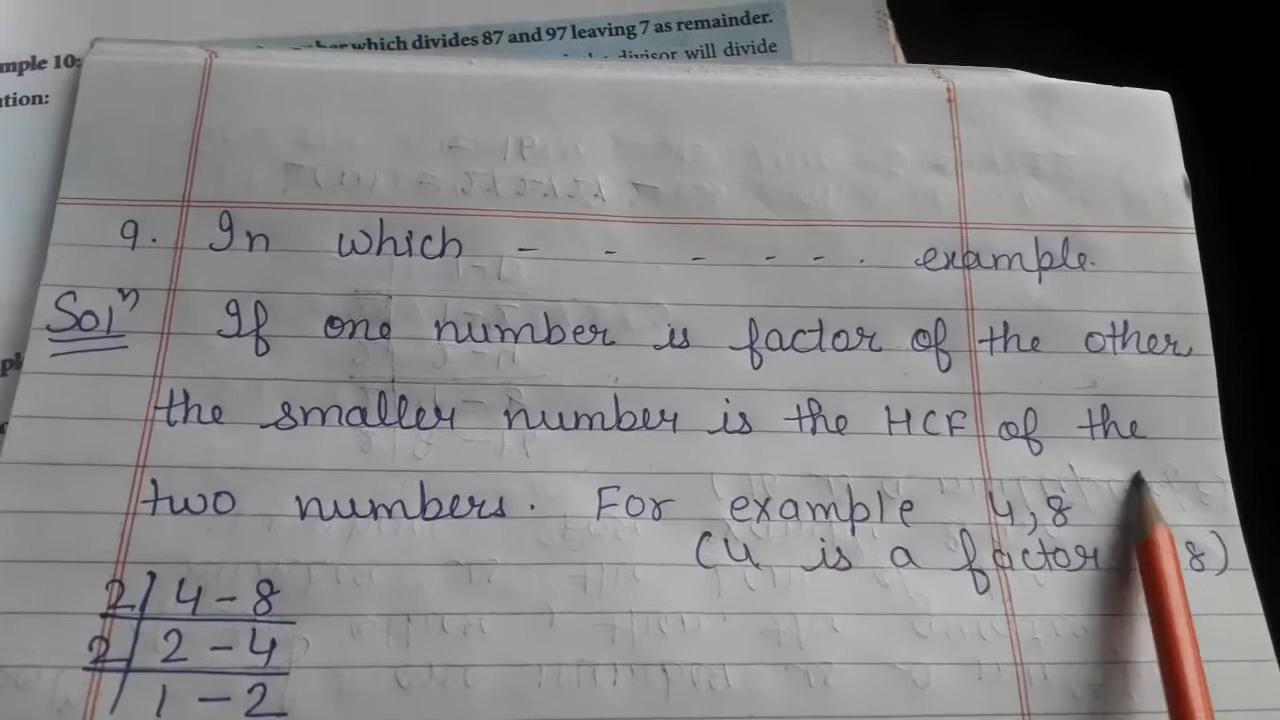 which divides 87 and 97 leaving 7 as remainder.
divisor will divide
mple 10:
tion:
9. In which - - - - - . example.
Solⁿ If one number is factor of the other,
the smaller number is the HCF of the
two numbers. For example 4, 8
(4 is a factor 8)
2 4 - 8
2 2 - 4
1 - 2